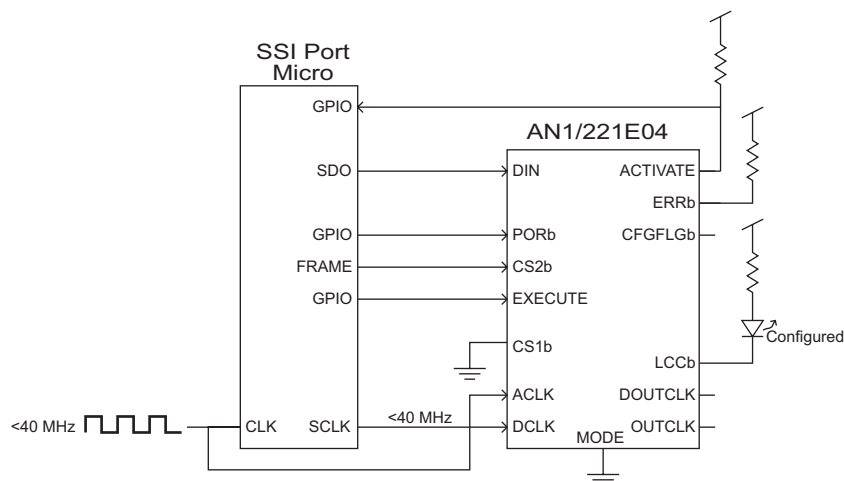 SSI Port
Micro
GPIO
AN1/221E04
SDO
DIN
ACTIVATE
ERRb
GPIO
PORb
CFGFLGb
FRAME
CS2b
GPIO
EXECUTE
Configured
CS1b
LCCb
ACLK
DOUTCLK
<40 MHz
CLK
SCLK
<40 MHz
DCLK
OUTCLK
MODE